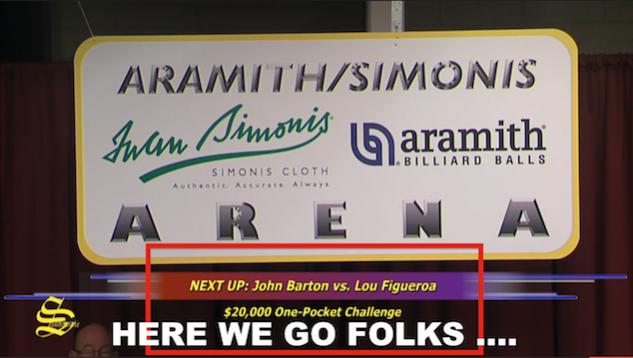 ARAMITH/SIMONIS
Iwan Simonis
SIMONIS CLOTH
Authentic. Accurate. Always.
aramith
BILLIARD BALLS
ARENA
NEXT UP: John Barton vs. Lou Figueroa
$20,000 One-Pocket Challenge
HERE WE GO FOLKS ....